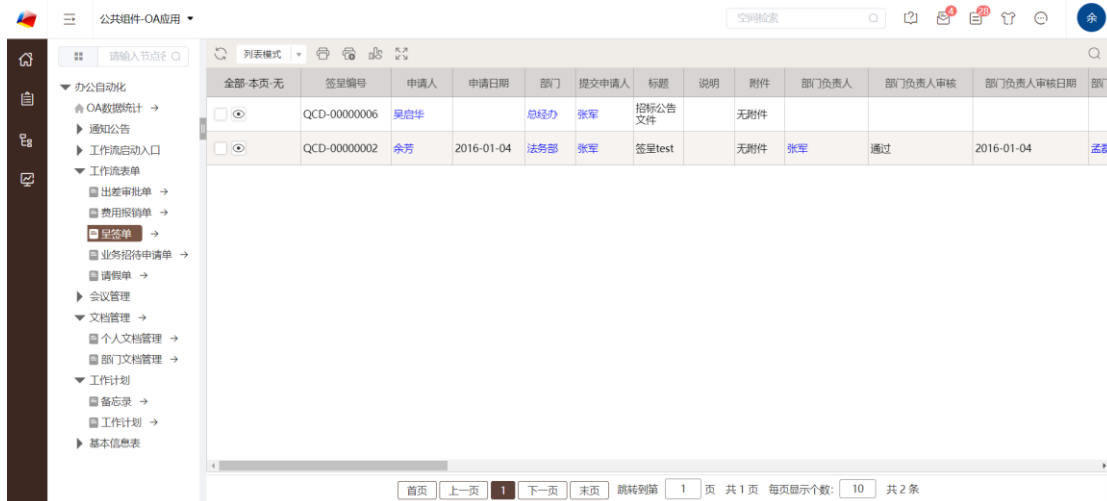 公共组件-OA应用
空间检索
4
28
余
列表模式
办公自动化
OA数据统计
通知公告
工作流启动入口
工作流表单
出差审批单
费用报销单
呈签单
业务招待申请单
请假单
会议管理
文档管理
个人文档管理
部门文档管理
工作计划
备忘录
工作计划
基本信息表
全部-本页-无 签呈编号 申请人 申请日期 部门 提交申请人 标题 说明 附件 部门负责人 部门负责人审核 部门负责人审核日期
QCD-00000006 吴启华 总经办 张军 招标公告文件 无附件
QCD-00000002 余芳 2016-01-04 法务部 张军 签呈test 无附件 张军 通过 2016-01-04
首页 上一页 1 下一页 末页 跳转到第 1 页 共1页 每页显示个数: 10 共2条